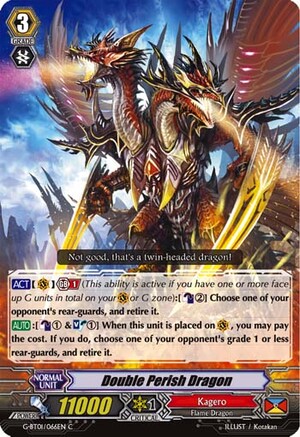 3
GRADE
Not good, that's a twin-headed dragon!
ACT [ ] GB 1 (This ability is active if you have one or more face
up G units in total on your or G zone):[ ②] Choose one of your
opponent's rear-guards, and retire it.
AUTO:[ ① & ①] When this unit is placed on , you may pay
the cost. If you do, choose one of your opponent's grade 1 or less
rear-guards, and retire it.
NORMAL UNIT
Double Perish Dragon
POWER
11000
1
CRITICAL
Kagero
Flame Dragon
G-BT01/066EN C
ILLUST / Kotakan